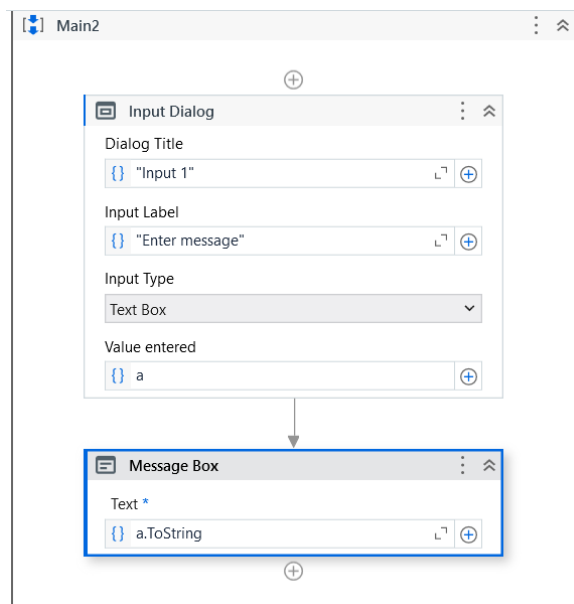 Main2
Input Dialog
Dialog Title
"Input 1"
Input Label
"Enter message"
Input Type
Text Box
Value entered
a
Message Box
Text *
a.ToString